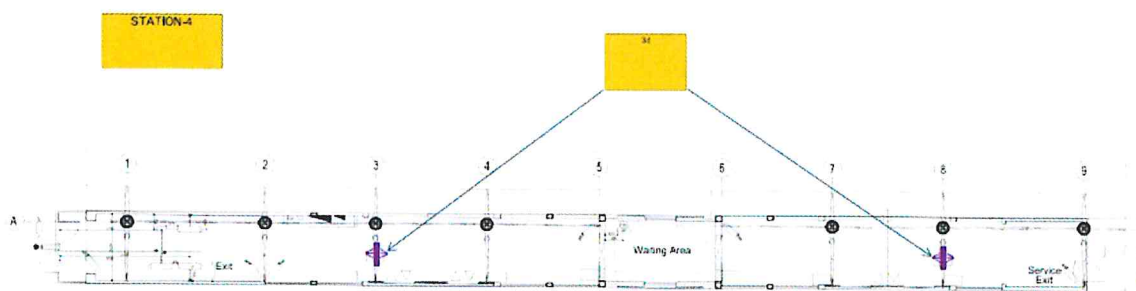 STATION-4
1 2 3 4 5 6 7 8 9
A
Waiting Area
Exit
Service
Exit